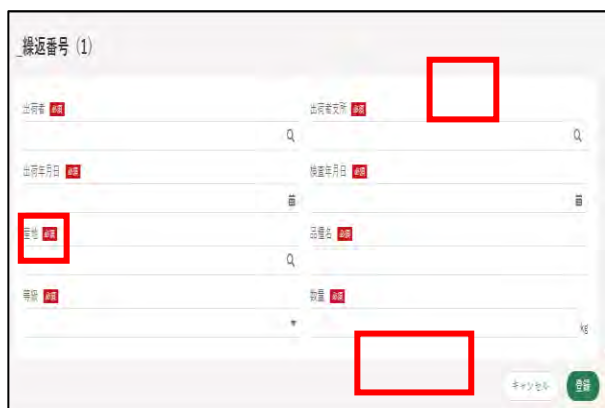 _繰返番号 (1)
出荷者 必須 出荷者支所 必須
出荷年月日 必須 検査年月日 必須
産地 必須 品種名 必須
等級 必須 数量 必須
kg
キャンセル 登録